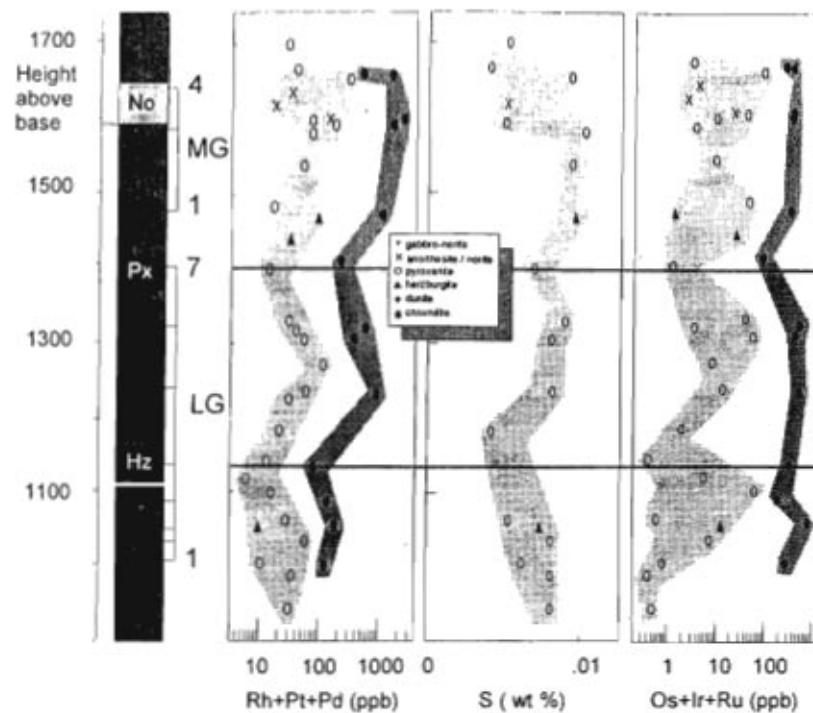 1700
Height
above
base
No
4
MG
1500
1
Px
7
1300
LG
Hz
1100
1
gabbro-norite
anorthosite / norite
pyroxenite
harzburgite
dunite
chromitite
10 100 1000
0 .01
1 10 100
Rh+Pt+Pd (ppb)
S ( wt %)
Os+Ir+Ru (ppb)